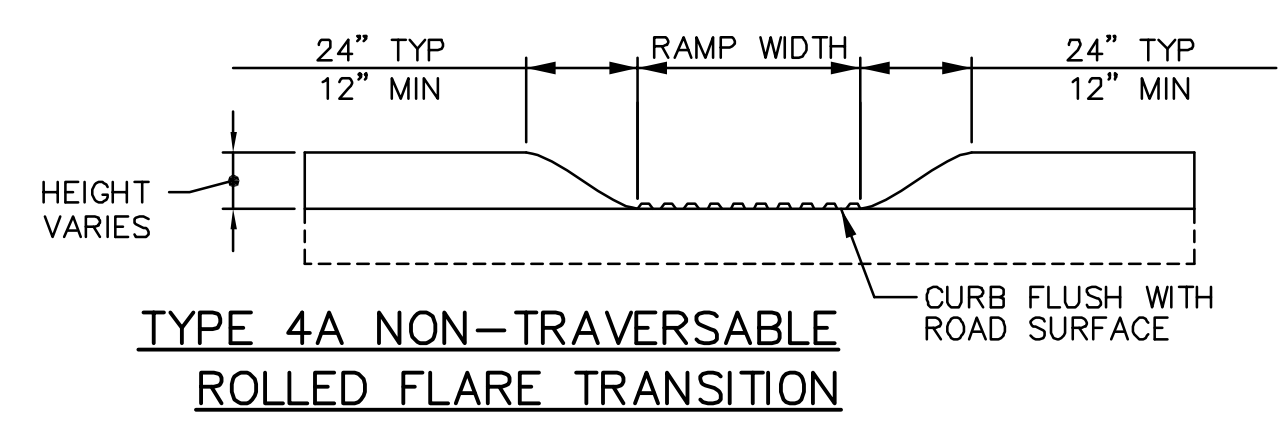 24” TYP
12” MIN
RAMP WIDTH
24” TYP
12” MIN
HEIGHT
VARIES
CURB FLUSH WITH
ROAD SURFACE
TYPE 4A NON-TRAVERSABLE
ROLLED FLARE TRANSITION